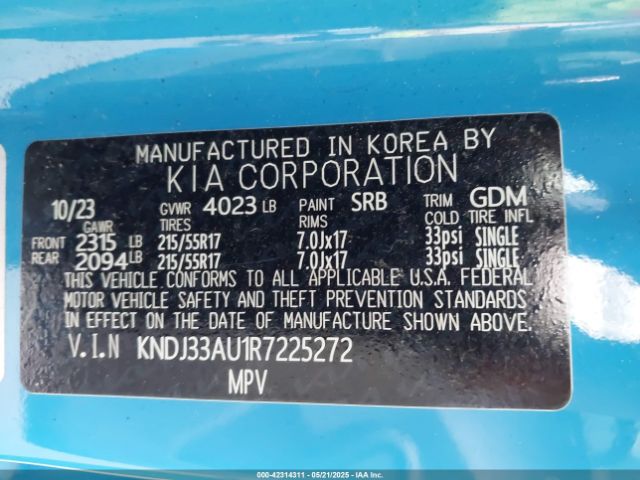 MANUFACTURED IN KOREA BY
KIA CORPORATION
10/23 GVWR 4023 LB PAINT SRB TRIM GDM
GAWR TIRES RIMS COLD TIRE INFL
FRONT 2315 LB 215/55R17 7.0Jx17 33psi SINGLE
REAR 2094 LB 215/55R17 7.0Jx17 33psi SINGLE
THIS VEHICLE CONFORMS TO ALL APPLICABLE U.S.A. FEDERAL
MOTOR VEHICLE SAFETY AND THEFT PREVENTION STANDARDS
IN EFFECT ON THE DATE OF MANUFACTURE SHOWN ABOVE.
V.I.N KNDJ33AU1R7225272
MPV
000-42314311 - 05/21/2025 - IAAI.COM